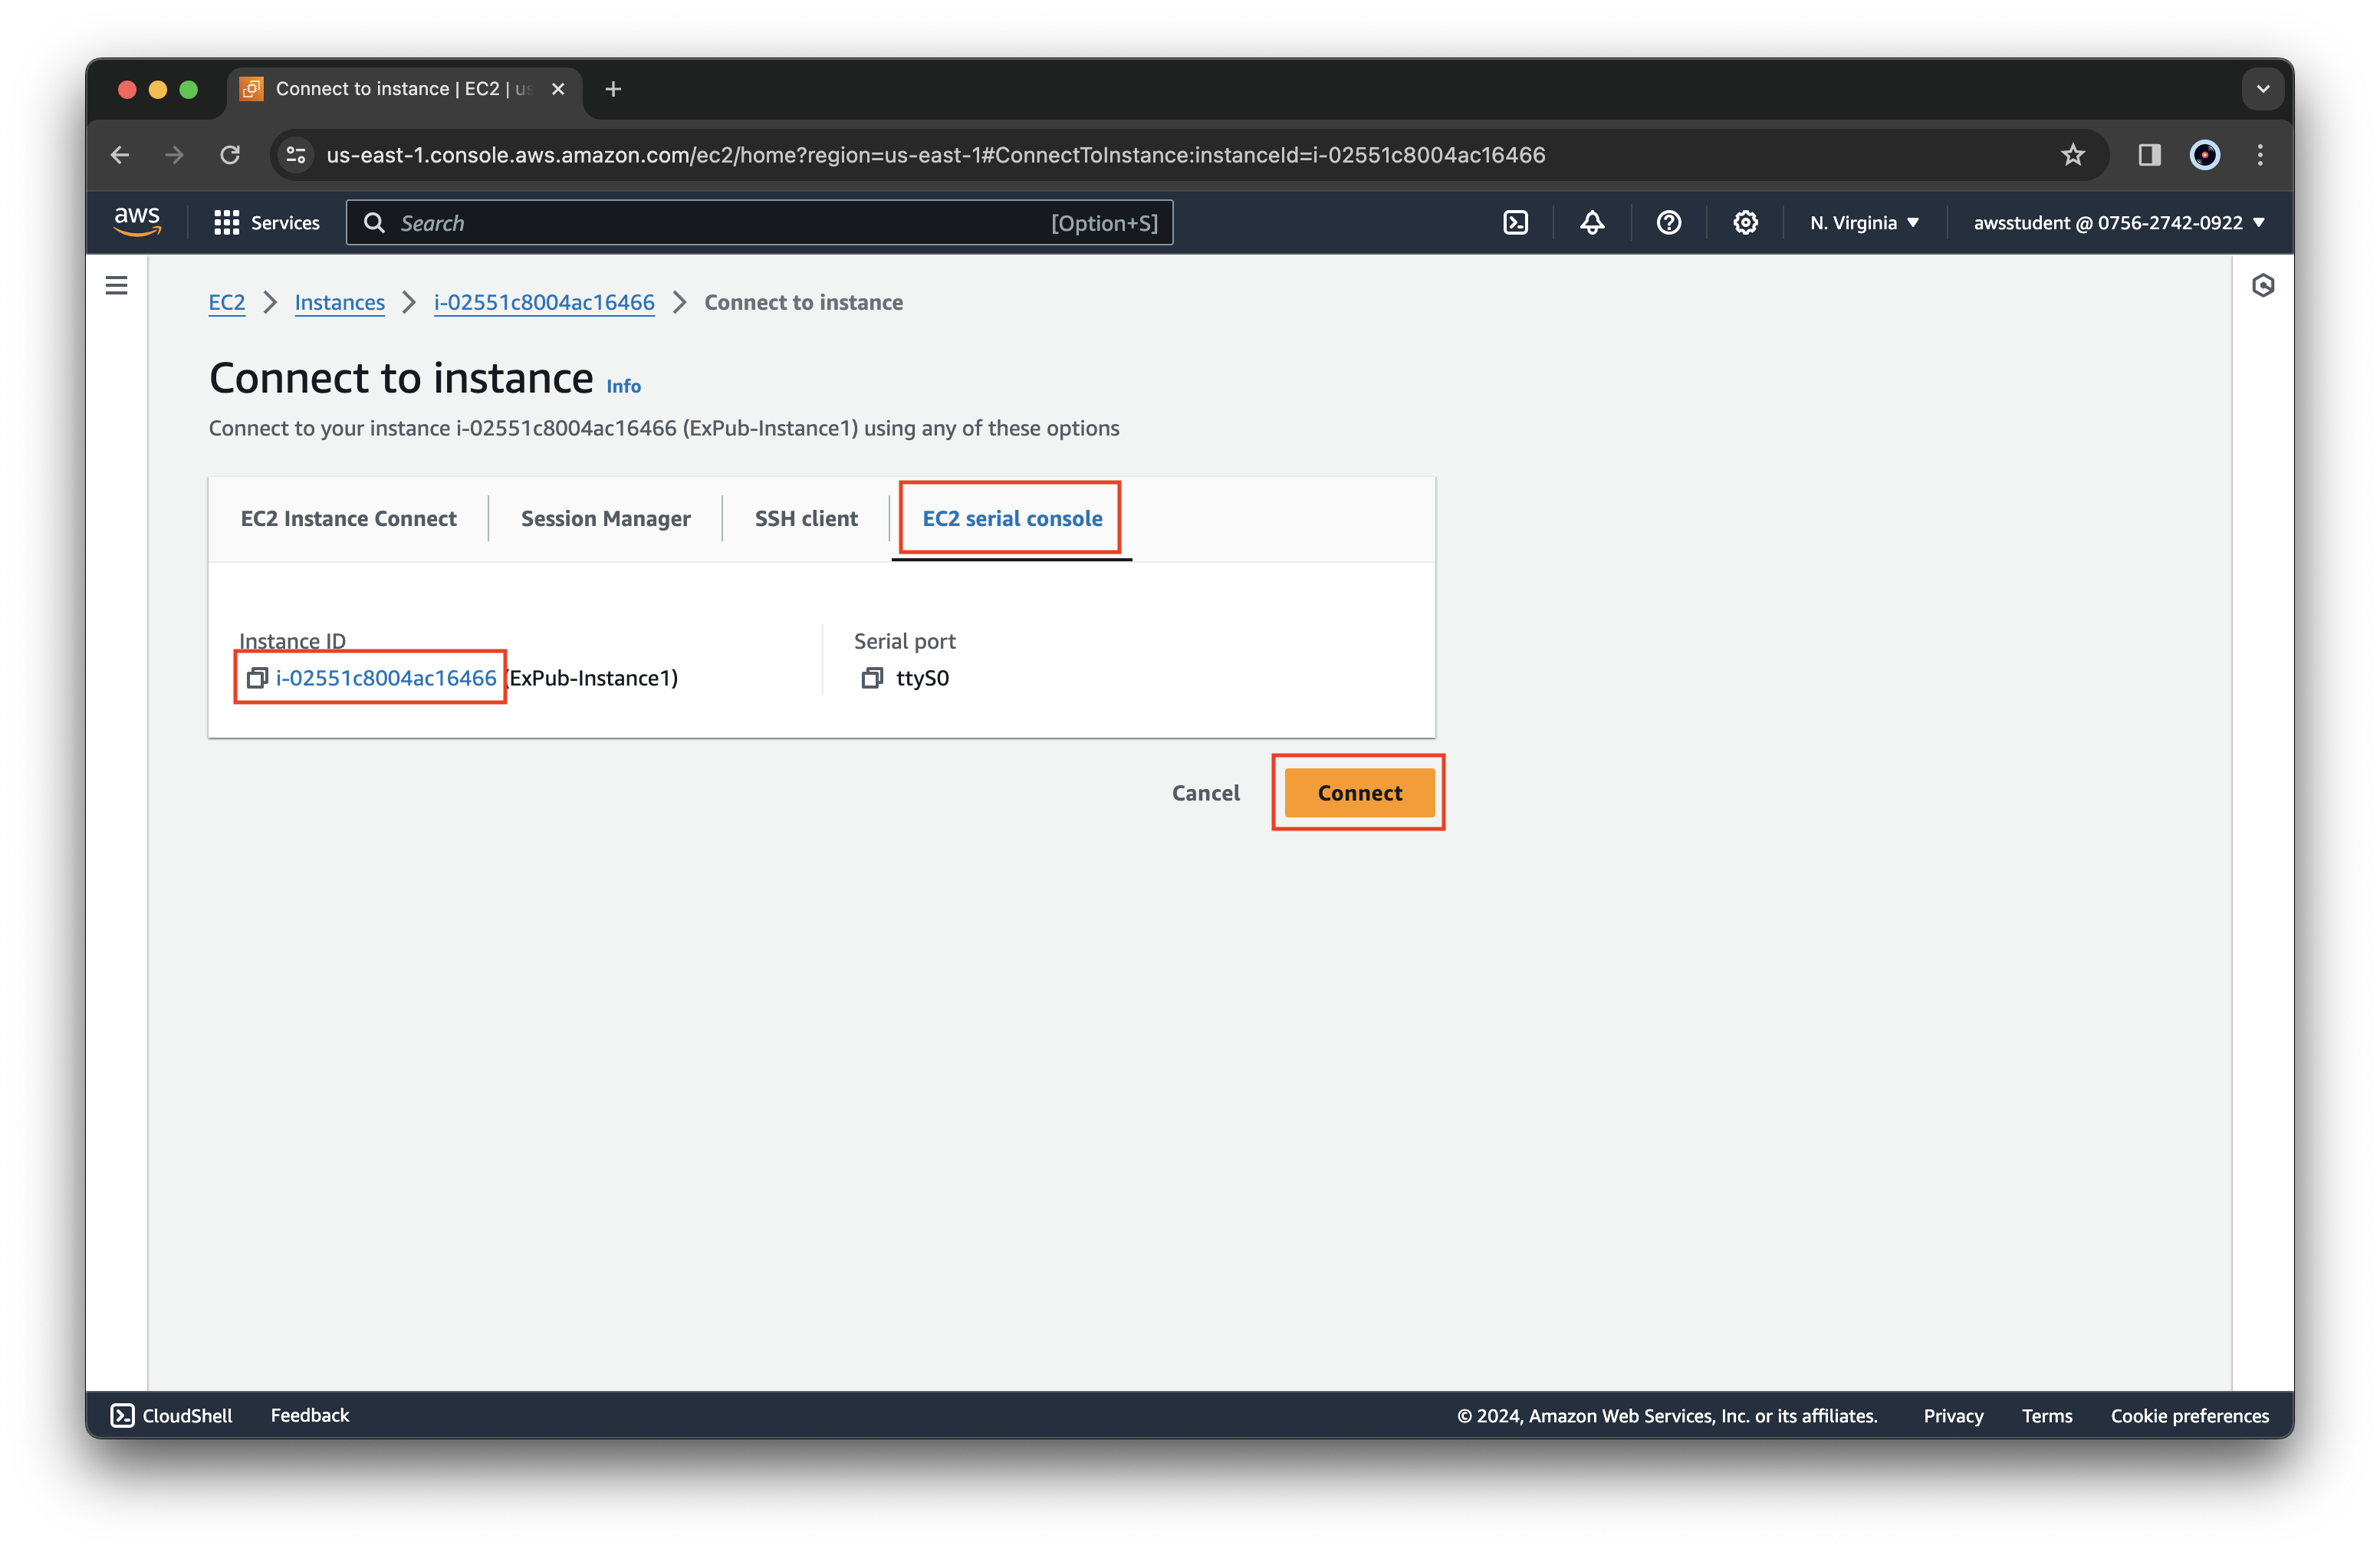 Connect to instance | EC2 | us
us-east-1.console.aws.amazon.com/ec2/home?region=us-east-1#ConnectToInstance:instanceId=i-02551c8004ac16466
aws Services Search [Option+S] N. Virginia awsstudent @ 0756-2742-0922
EC2 Instances i-02551c8004ac16466 Connect to instance
Connect to instance Info
Connect to your instance i-02551c8004ac16466 (ExPub-Instance1) using any of these options
EC2 Instance Connect Session Manager SSH client EC2 serial console
Instance ID Serial port
i-02551c8004ac16466 (ExPub-Instance1) ttyS0
Cancel Connect
CloudShell Feedback © 2024, Amazon Web Services, Inc. or its affiliates. Privacy Terms Cookie preferences